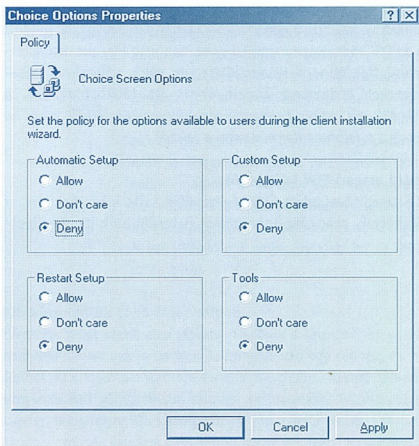 Choice Options Properties
Policy
Choice Screen Options
Set the policy for the options available to users during the client installation
wizard.
Automatic Setup
Allow
Don't care
Deny
Custom Setup
Allow
Don't care
Deny
Restart Setup
Allow
Don't care
Deny
Tools
Allow
Don't care
Deny
OK
Cancel
Apply